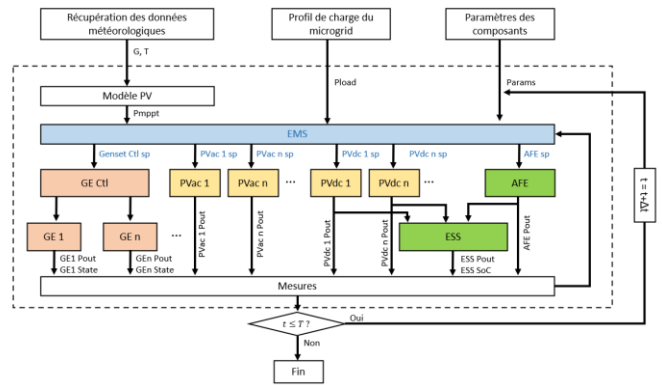 Récupération des données
météorologiques
Profil de charge du
microgrid
Paramètres des
composants
G, T
Pload
Params
Modèle PV
Pmppt
EMS
Genset Ctl sp
PVac 1 sp
PVac n sp
PVdc 1 sp
PVdc n sp
AFE sp
GE Ctl
PVac 1
PVac n
...
PVdc 1
PVdc n
...
AFE
t = t+Δt
GE 1
GE n
...
PVac 1 Pout
PVac n Pout
PVdc 1 Pout
PVdc n Pout
ESS
AFE Pout
GE1 Pout
GE1 State
GEn Pout
GEn State
ESS Pout
ESS SoC
Mesures
t ≤ T ?
Oui
Non
Fin